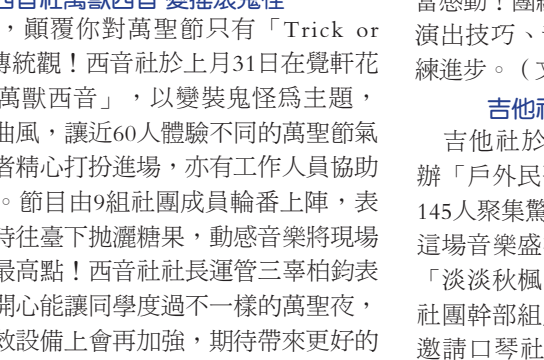 西音社萬獸西音 變搖滾鬼怪
,顛覆你對萬聖節只有「Trick or
傳統觀!西音社於上月31日在覺軒花
萬獸西音」,以變裝鬼怪為主題,
曲風,讓近60人體驗不同的萬聖節氣
者精心打扮進場,亦有工作人員協助
。節目由9組社團成員輪番上陣,表
時往臺下拋灑糖果,動感音樂將現場
最高點!西音社社長運管三辜柏鈞表
開心能讓同學度過不一樣的萬聖夜,
效設備上會再加強,期待帶來更好的
當感動!團
演出技巧、
練進步。(文
吉他社
吉他社於
辦「戶外民
145人聚集驚
這場音樂盛
「淡淡秋楓
社團幹部組
邀請口琴社